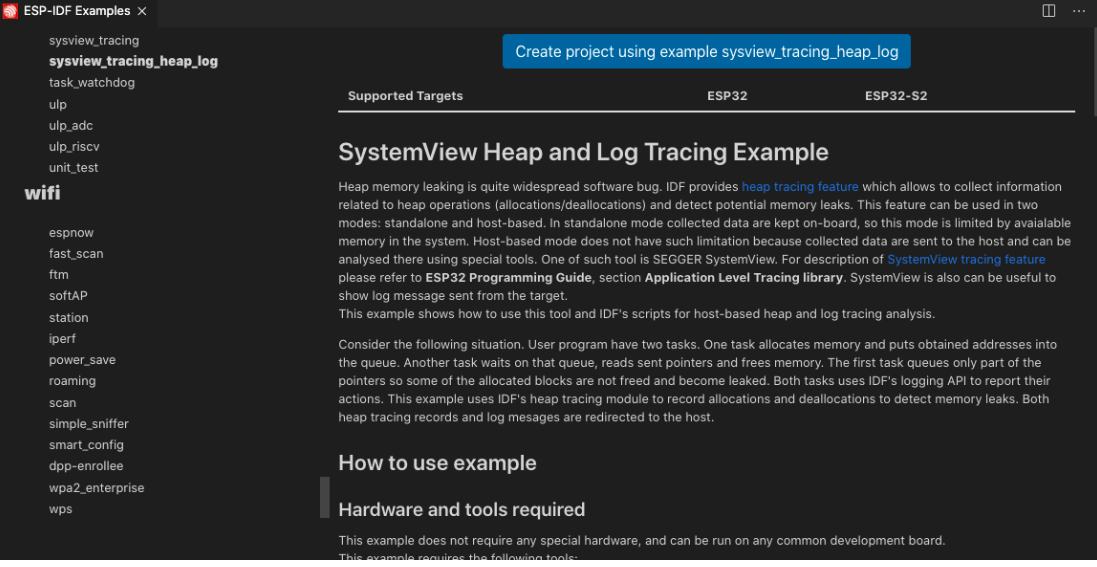 ESP-IDF Examples
sysview_tracing
sysview_tracing_heap_log
task_watchdog
ulp
ulp_adc
ulp_riscv
unit_test
wifi
espnow
fast_scan
ftm
softAP
station
iperf
power_save
roaming
scan
simple_sniffer
smart_config
dpp-enrollee
wpa2_enterprise
wps
Create project using example sysview_tracing_heap_log
Supported Targets ESP32 ESP32-S2
SystemView Heap and Log Tracing Example
Heap memory leaking is quite widespread software bug. IDF provides heap tracing feature which allows to collect information
related to heap operations (allocations/deallocations) and detect potential memory leaks. This feature can be used in two
modes: standalone and host-based. In standalone mode collected data are kept on-board, so this mode is limited by avaialable
memory in the system. Host-based mode does not have such limitation because collected data are sent to the host and can be
analysed there using special tools. One of such tool is SEGGER SystemView. For description of SystemView tracing feature
please refer to ESP32 Programming Guide, section Application Level Tracing library. SystemView is also can be useful to
show log message sent from the target.
This example shows how to use this tool and IDF's scripts for host-based heap and log tracing analysis.
Consider the following situation. User program have two tasks. One task allocates memory and puts obtained addresses into
the queue. Another task waits on that queue, reads sent pointers and frees memory. The first task queues only part of the
pointers so some of the allocated blocks are not freed and become leaked. Both tasks uses IDF's logging API to report their
actions. This example uses IDF's heap tracing module to record allocations and deallocations to detect memory leaks. Both
heap tracing records and log mesages are redirected to the host.
How to use example
Hardware and tools required
This example does not require any special hardware, and can be run on any common development board.
This example requires the following tools: